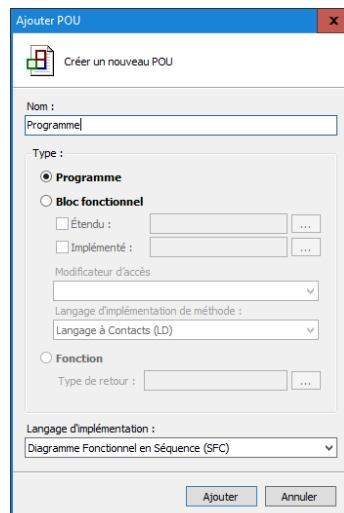 Ajouter POU
x
Créer un nouveau POU
Nom :
Programme
Type :
Programme
Bloc fonctionnel
Étendu :
...
Implémenté :
...
Modificateur d'accès
Langage d'implémentation de méthode :
Langage à Contacts (LD)
Fonction
Type de retour :
...
Langage d'implémentation :
Diagramme Fonctionnel en Séquence (SFC)
Ajouter Annuler